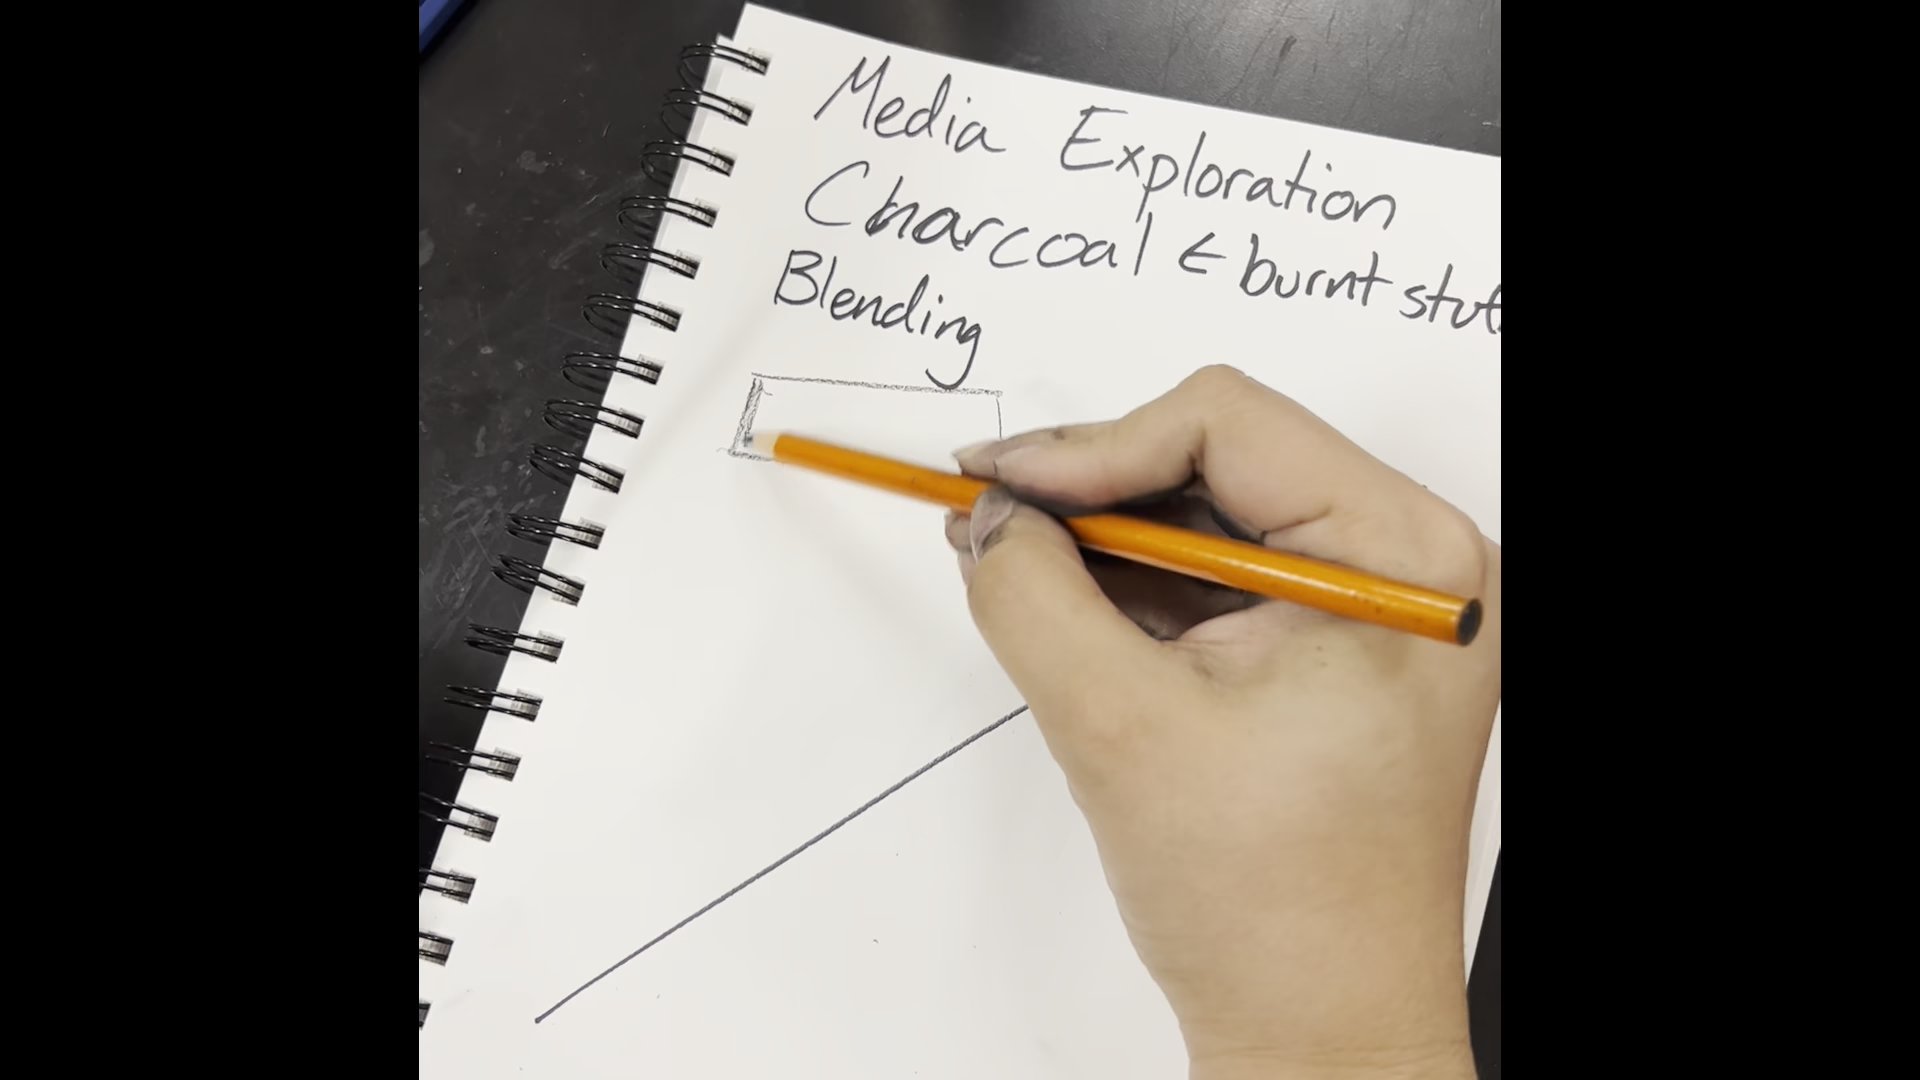 Media Exploration
Charcoal ← burnt
Blending